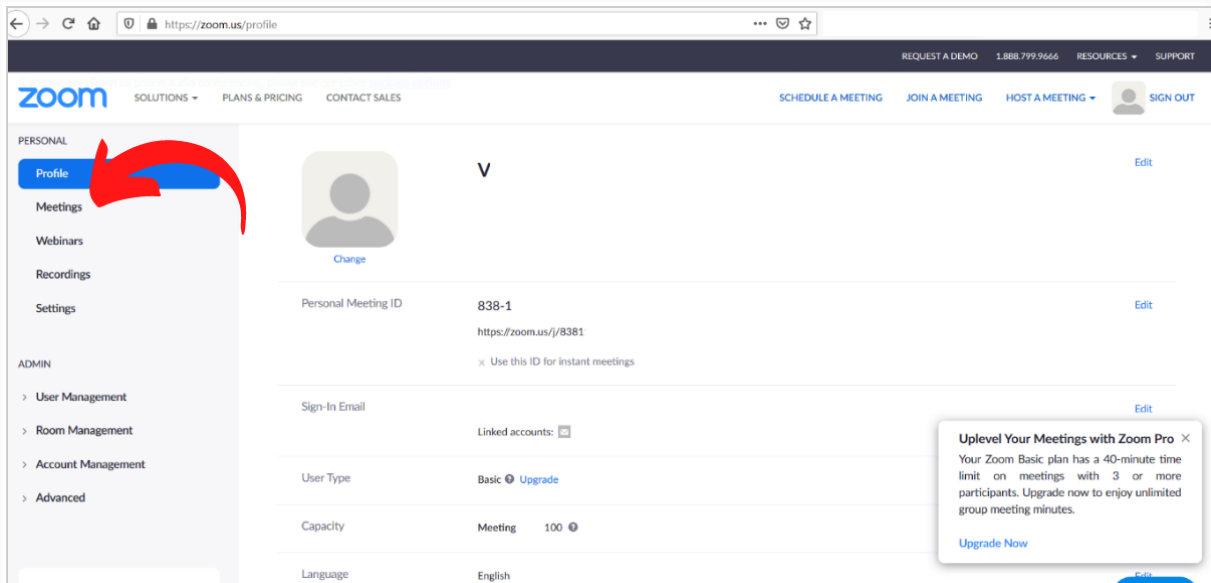 https://zoom.us/profile
REQUEST A DEMO 1.888.799.9666 RESOURCES SUPPORT
zoom SOLUTIONS PLANS & PRICING CONTACT SALES SCHEDULE A MEETING JOIN A MEETING HOST A MEETING SIGN OUT
PERSONAL
Profile
Meetings
Webinars
Recordings
Settings
ADMIN
User Management
Room Management
Account Management
Advanced
V
Edit
Change
Personal Meeting ID 838-1 Edit
https://zoom.us/j/8381
× Use this ID for instant meetings
Sign-In Email Edit
Linked accounts:
User Type Basic Upgrade
Capacity Meeting 100
Language English Edit
Uplevel Your Meetings with Zoom Pro ×
Your Zoom Basic plan has a 40-minute time
limit on meetings with 3 or more
participants. Upgrade now to enjoy unlimited
group meeting minutes.
Upgrade Now